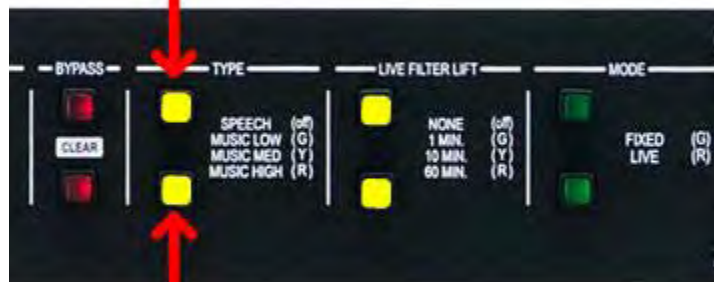 BYPASS
CLEAR
TYPE
SPEECH (off)
MUSIC LOW (G)
MUSIC MED (Y)
MUSIC HIGH (R)
LIVE FILTER LIFT
NONE (off)
1 MIN. (G)
10 MIN. (Y)
60 MIN. (R)
MODE
FIXED (G)
LIVE (R)